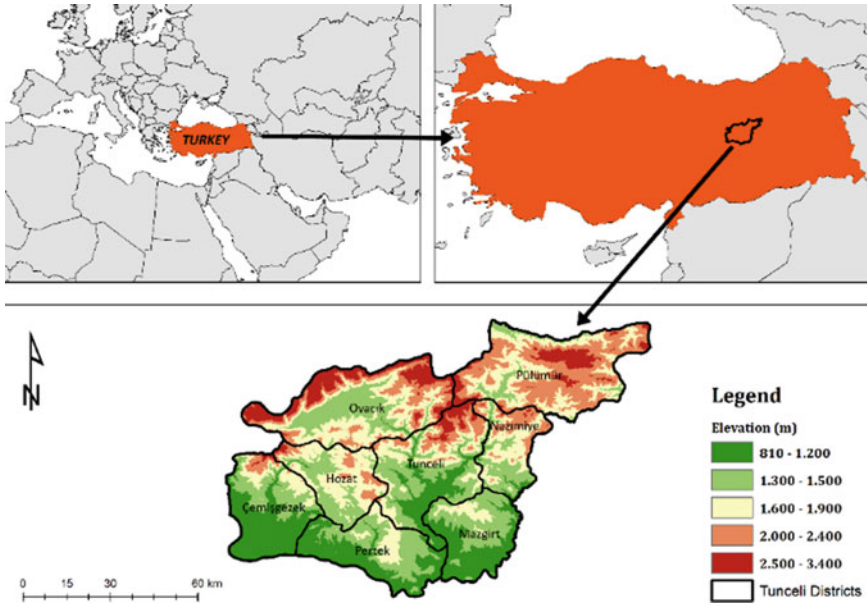 TURKEY
N
Pülümür
Ovacık
Nazımiye
Tunceli
Hozat
Çemişgezek
Mazgirt
Pertek
0 15 30 60 km
Legend
Elevation (m)
810 - 1.200
1.300 - 1.500
1.600 - 1.900
2.000 - 2.400
2.500 - 3.400
Tunceli Districts